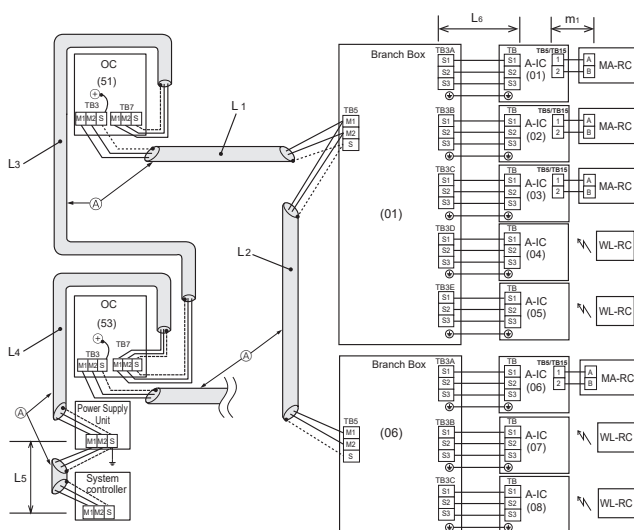 L6
m1
OC
(51)
TB3
TB7
M1 M2 S
M1 M2 S
L1
L3
A
Branch Box
TB5
M1
M2
S
(01)
TB3A
S1
S2
S3
TB
S1
S2
S3
A-IC
(01)
TB5/TB15
1
2
A
B
MA-RC
TB3B
S1
S2
S3
TB
S1
S2
S3
A-IC
(02)
TB5/TB15
1
2
A
B
MA-RC
TB3C
S1
S2
S3
TB
S1
S2
S3
A-IC
(03)
TB5/TB15
1
2
A
B
MA-RC
TB3D
S1
S2
S3
TB
S1
S2
S3
A-IC
(04)
WL-RC
TB3E
S1
S2
S3
TB
S1
S2
S3
A-IC
(05)
WL-RC
L2
A
OC
(53)
TB3
TB7
M1 M2 S
M1 M2 S
L4
A
A
Power Supply
Unit
M1 M2 S
L5
System
controller
M1 M2 S
Branch Box
TB5
M1
M2
S
(06)
TB3A
S1
S2
S3
TB
S1
S2
S3
A-IC
(06)
TB5/TB15
1
2
A
B
MA-RC
TB3B
S1
S2
S3
TB
S1
S2
S3
A-IC
(07)
WL-RC
TB3C
S1
S2
S3
TB
S1
S2
S3
A-IC
(08)
WL-RC